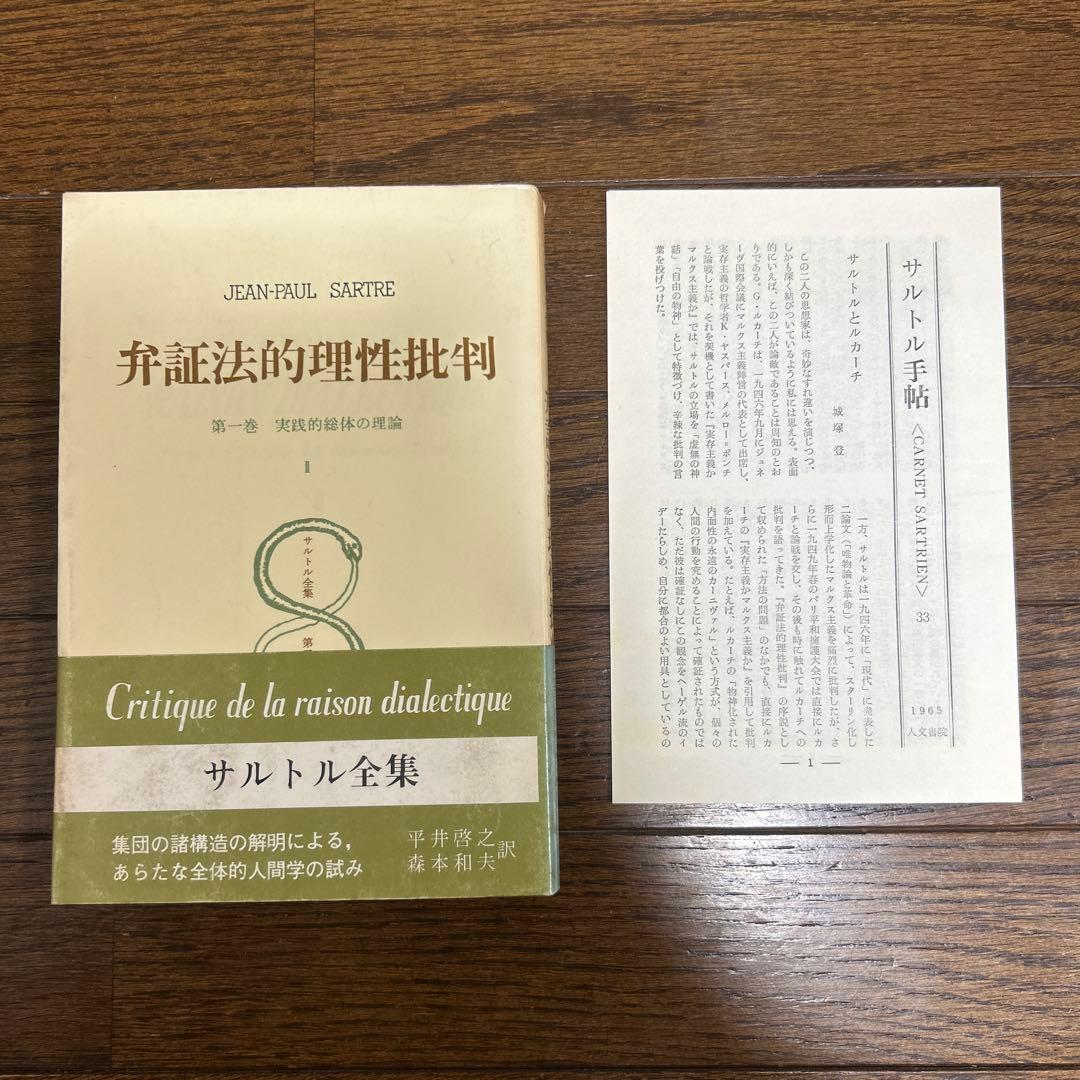 JEAN-PAUL SARTRE
弁証法的理性批判
第一巻 実践的総体の理論
II
サルトル全集
第
Critique de la raison dialectique
サルトル全集
集団の諸構造の解明による,
あらたな全体的人間学の試み
平井啓之
森本和夫
訳
サルトル手帖〈CARNET SARTRIEN〉33
1965
人文書院
サルトルとルカーチ
城塚登
この二人の思想家は、奇妙なすれ違いを演じつつ、
しかも深く結びついているように私には思える。表面
的にいえば、この二人が論敵であることは周知のとお
りである。G・ルカーチは、一九四六年九月にジュネ
ーヴ国際会議にマルクス主義陣営の代表として出席し、
実存主義の哲学者K・ヤスパース、メルロー=ポンチ
と論戦したが、それを契機として書いた『実存主義か
マルクス主義か』では、サルトルの立場を「虚無の神
話」「自由の物神」として特徴づけ、辛辣な批判の言
葉を投げつけた。
一方、サルトルは一九四六年に「現代」に発表した
二論文(「唯物論と革命」)によって、スターリン化し
形而上学化したマルクス主義を痛烈に批判したが、さ
らに一九四九年春のパリ平和擁護大会では直接にルカ
ーチと論戦を交し、その後も時に触れてルカーチへの
批判を語ってきた。『弁証法的理性批判』の序説とし
て収められた「方法の問題」のなかでも、直接にルカ
ーチの『実存主義かマルクス主義か』を引用して批判
を加えている。たとえば、ルカーチの「物神化された
内面性の永遠のカーニヴァル」という方式が、個々の
人間の行動を究めることによって確証されたものでは
なく、ただ彼は確証なしにこの観念をヘーゲル流のイ
デーたらしめ、自分に都合のよい用具としているの
— 1 —